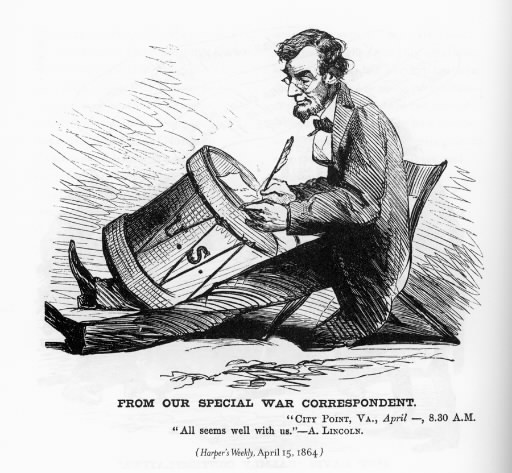 U.S.
FROM OUR SPECIAL WAR CORRESPONDENT.
"CITY POINT, VA., April —, 8.30 A.M.
"All seems well with us."—A. LINCOLN.
(Harper's Weekly, April 15, 1864)